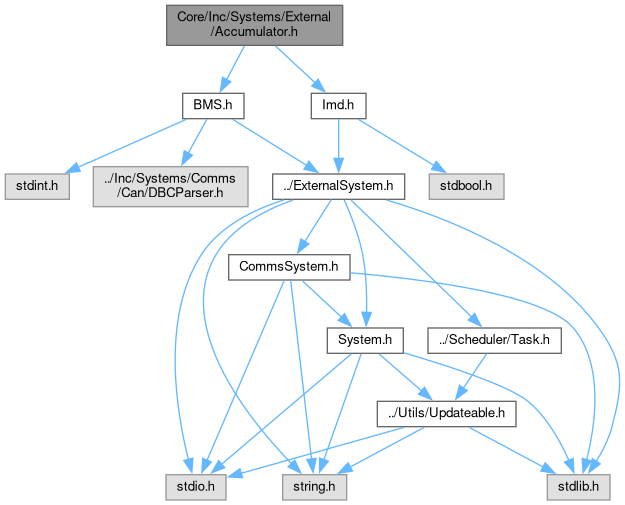 Core/Inc/Systems/External
/Accumulator.h
BMS.h
Imd.h
stdint.h
../Inc/Systems/Comms
/Can/DBCParser.h
../ExternalSystem.h
stdbool.h
CommsSystem.h
System.h
../Scheduler/Task.h
../Utils/Updateable.h
stdio.h
string.h
stdlib.h